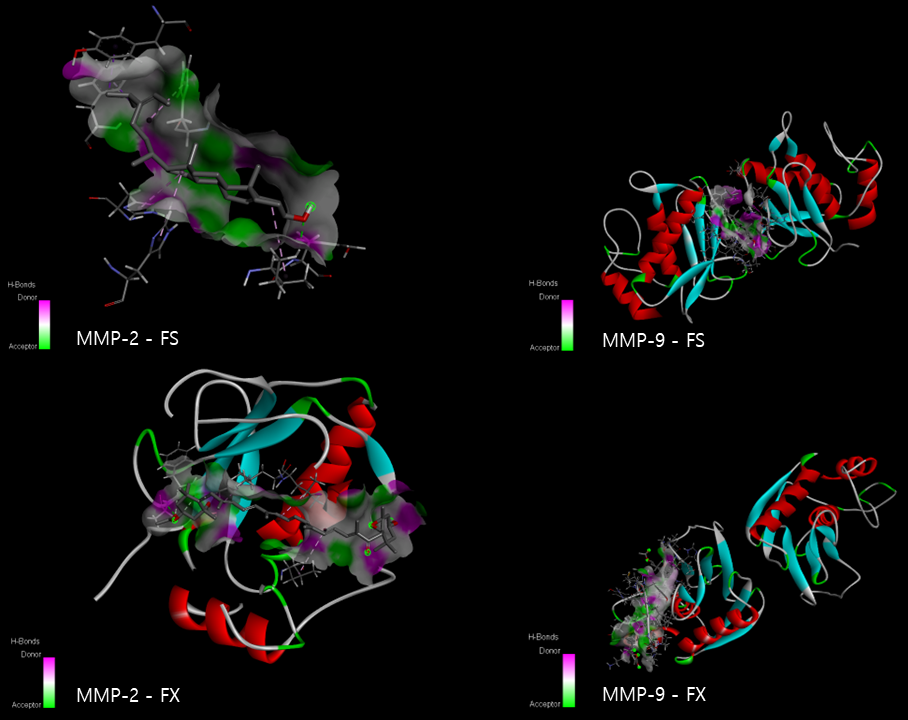 H-Bonds
Donor
Acceptor
MMP-2 - FS
H-Bonds
Donor
Acceptor
MMP-9 - FS
H-Bonds
Donor
Acceptor
MMP-2 - FX
H-Bonds
Donor
Acceptor
MMP-9 - FX